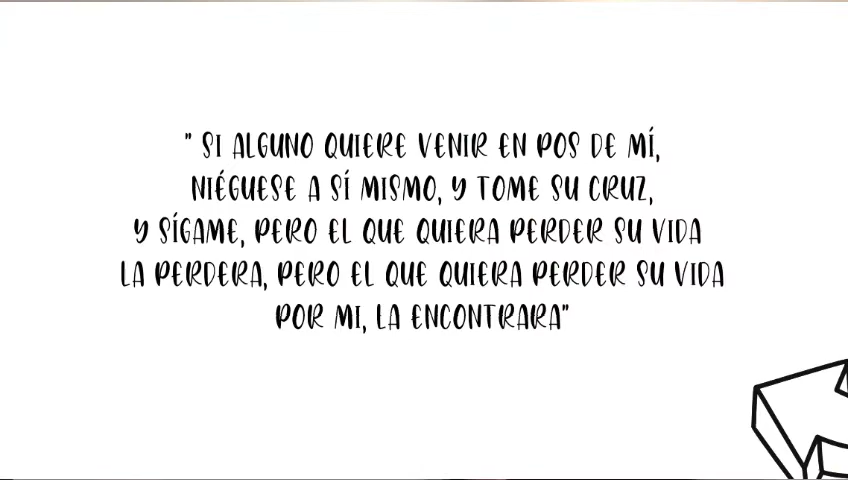 " SI ALGUNO QUIERE VENIR EN POS DE MÍ,
NIÉGUESE A SÍ MISMO, Y TOME SU CRUZ,
Y SÍGAME, PERO EL QUE QUIERA PERDER SU VIDA
LA PERDERA, PERO EL QUE QUIERA PERDER SU VIDA
POR MI, LA ENCONTRARA"